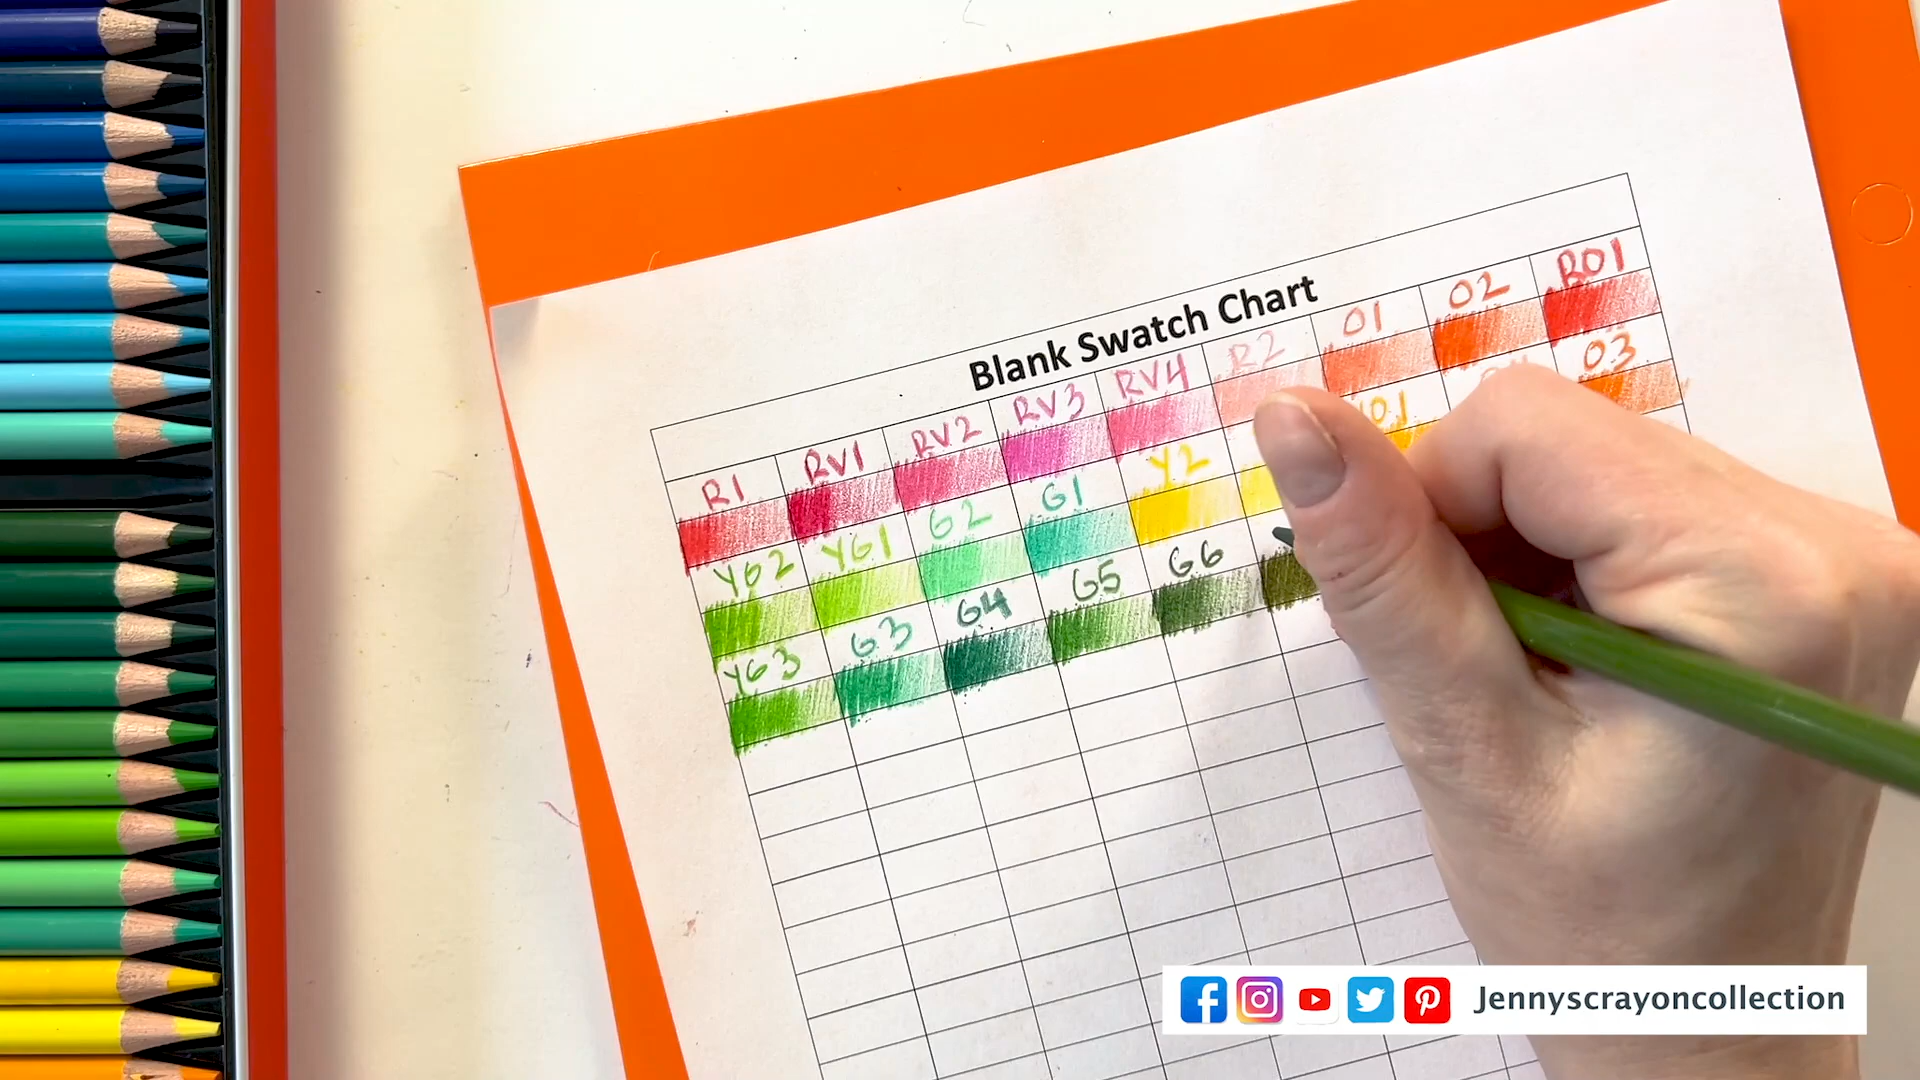 Blank Swatch Chart
R1 RV1 RV2 RV3 RV4 R2 O1 O2 RO1
YG2 YG1 G2 G1 Y2 YO1 O3
YG3 G3 G4 G5 G6
Jennyscrayoncollection